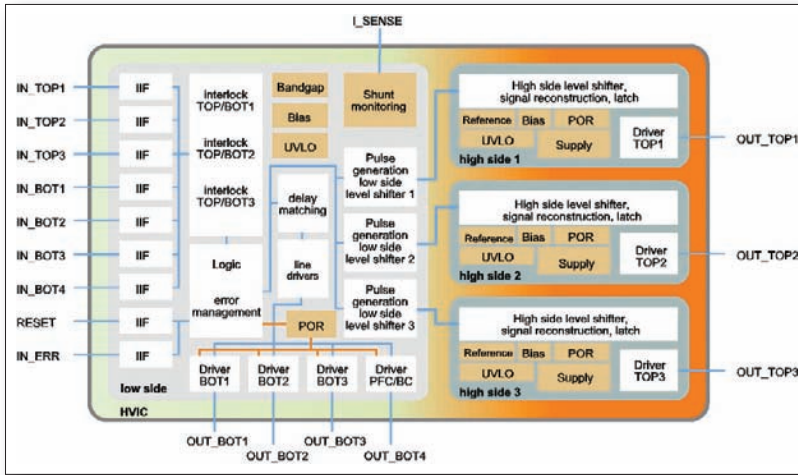 I_SENSE
IN_TOP1
IN_TOP2
IN_TOP3
IN_BOT1
IN_BOT2
IN_BOT3
IN_BOT4
RESET
IN_ERR
IIF
IIF
IIF
IIF
IIF
IIF
IIF
IIF
IIF
low side
HVIC
interlock
TOP/BOT1
interlock
TOP/BOT2
interlock
TOP/BOT3
Logic
error
management
Bandgap
Bias
UVLO
delay
matching
line
drivers
POR
Shunt
monitoring
Pulse
generation
low side
level shifter 1
Pulse
generation
low side
level shifter 2
Pulse
generation
low side
level shifter 3
Driver
BOT1
Driver
BOT2
Driver
BOT3
Driver
PFC/BC
OUT_BOT1
OUT_BOT2
OUT_BOT3
OUT_BOT4
High side level shifter,
signal reconstruction, latch
Reference
Bias
POR
UVLO
Supply
Driver
TOP1
high side 1
OUT_TOP1
High side level shifter,
signal reconstruction, latch
Reference
Bias
POR
UVLO
Supply
Driver
TOP2
high side 2
OUT_TOP2
High side level shifter,
signal reconstruction, latch
Reference
Bias
POR
UVLO
Supply
Driver
TOP3
high side 3
OUT_TOP3